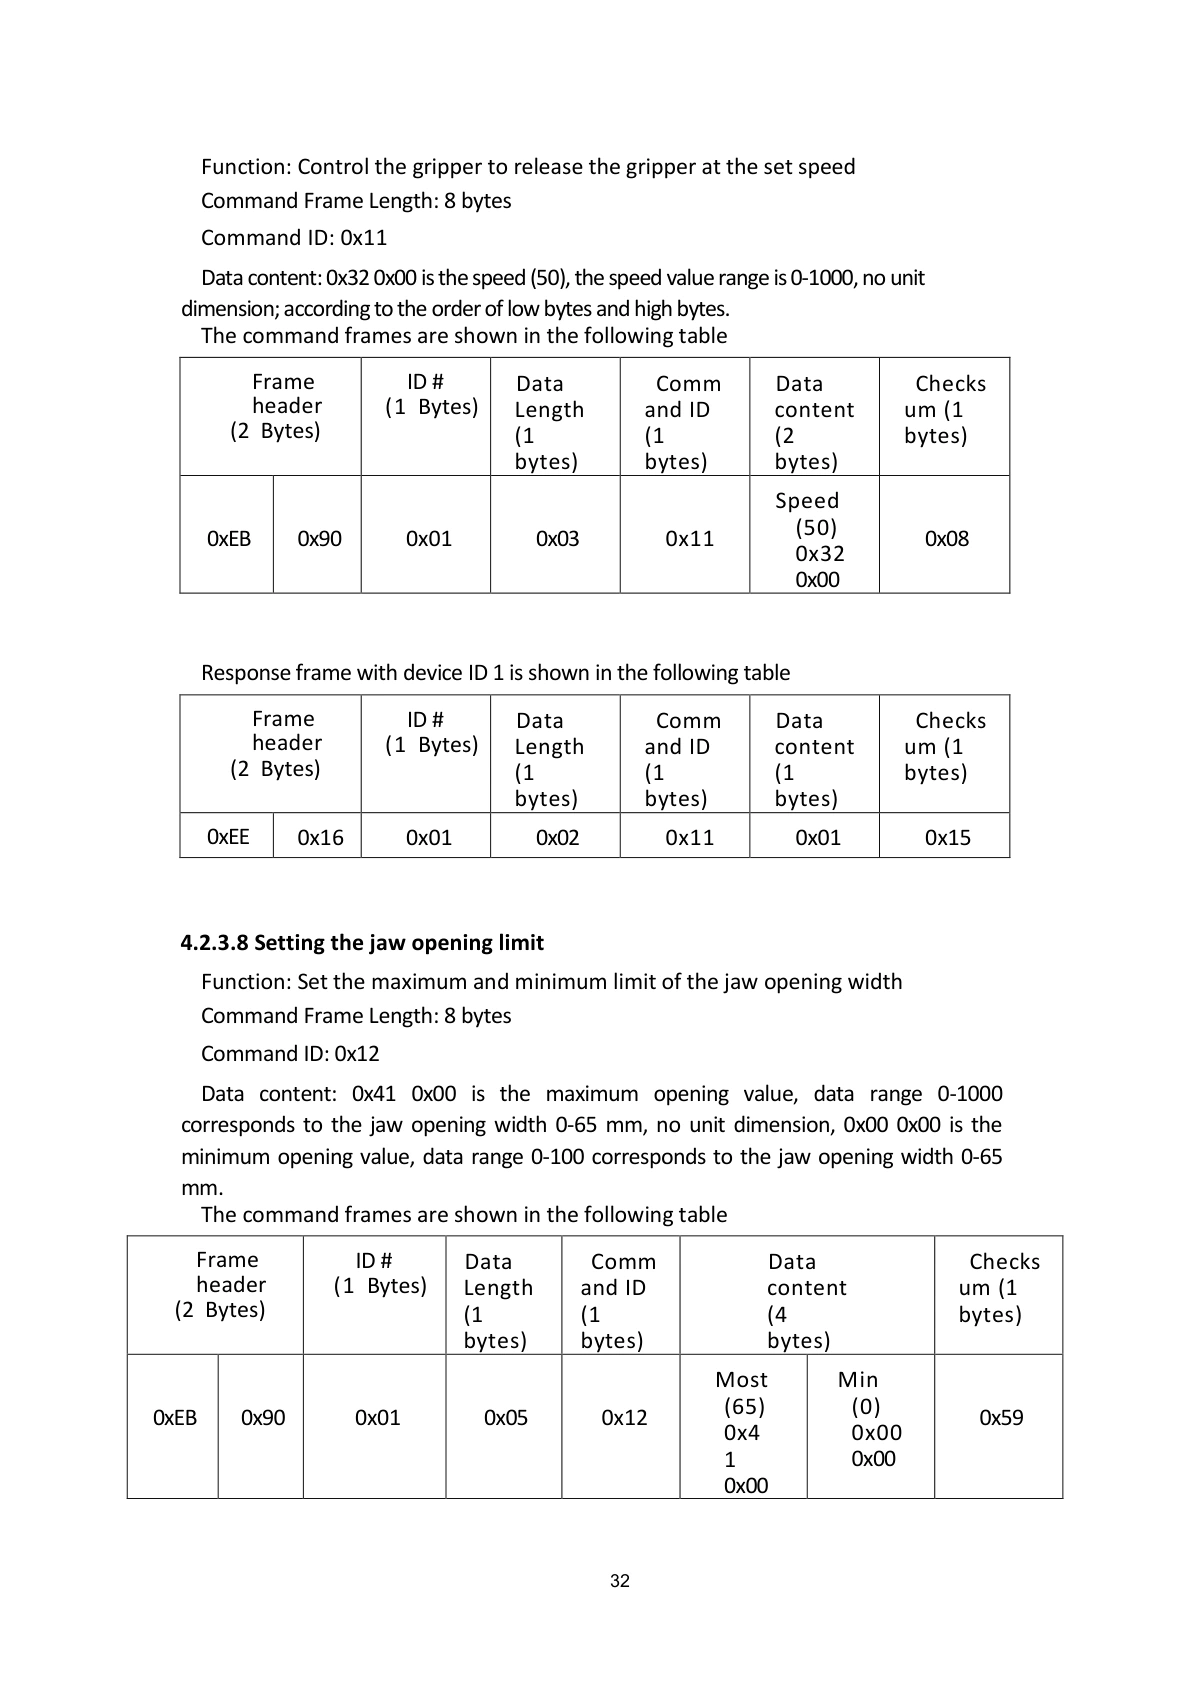 Function: Control the gripper to release the gripper at the set speed
Command Frame Length: 8 bytes
Command ID: 0x11
Data content: 0x32 0x00 is the speed (50), the speed value range is 0-1000, no unit
dimension; according to the order of low bytes and high bytes.
The command frames are shown in the following table
Frame
header
(2 Bytes)
ID #
(1 Bytes)
Data
Length
(1
bytes)
Comm
and ID
(1
bytes)
Data
content
(2
bytes)
Checks
um (1
bytes)
0xEB
0x90
0x01
0x03
0x11
Speed
(50)
0x32
0x00
0x08
Response frame with device ID 1 is shown in the following table
Frame
header
(2 Bytes)
ID #
(1 Bytes)
Data
Length
(1
bytes)
Comm
and ID
(1
bytes)
Data
content
(1
bytes)
Checks
um (1
bytes)
0xEE
0x16
0x01
0x02
0x11
0x01
0x15
4.2.3.8 Setting the jaw opening limit
Function: Set the maximum and minimum limit of the jaw opening width
Command Frame Length: 8 bytes
Command ID: 0x12
Data content: 0x41 0x00 is the maximum opening value, data range 0-1000
corresponds to the jaw opening width 0-65 mm, no unit dimension, 0x00 0x00 is the
minimum opening value, data range 0-100 corresponds to the jaw opening width 0-65
mm.
The command frames are shown in the following table
Frame
header
(2 Bytes)
ID #
(1 Bytes)
Data
Length
(1
bytes)
Comm
and ID
(1
bytes)
Data
content
(4
bytes)
Checks
um (1
bytes)
0xEB
0x90
0x01
0x05
0x12
Most
(65)
0x4
1
0x00
Min
(0)
0x00
0x00
0x59
32